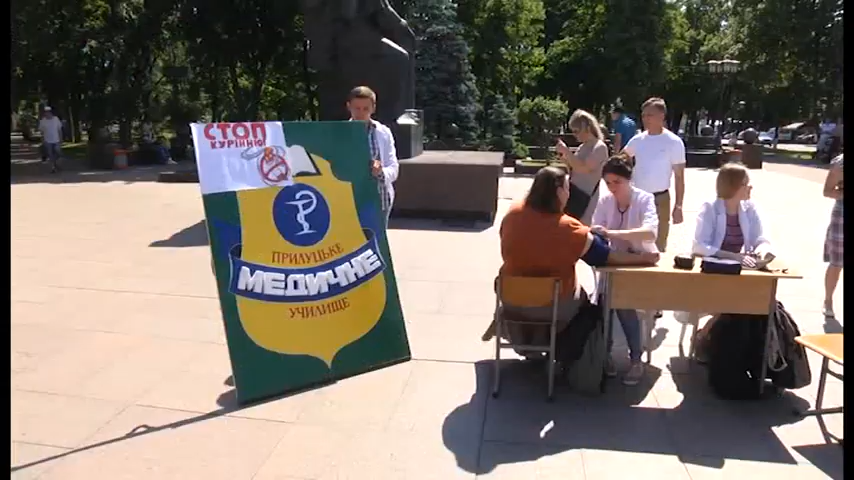 СТОП
КУРІННЮ
ПРИЛУЦЬКЕ
МЕДИЧНЕ
УЧИЛИЩЕ